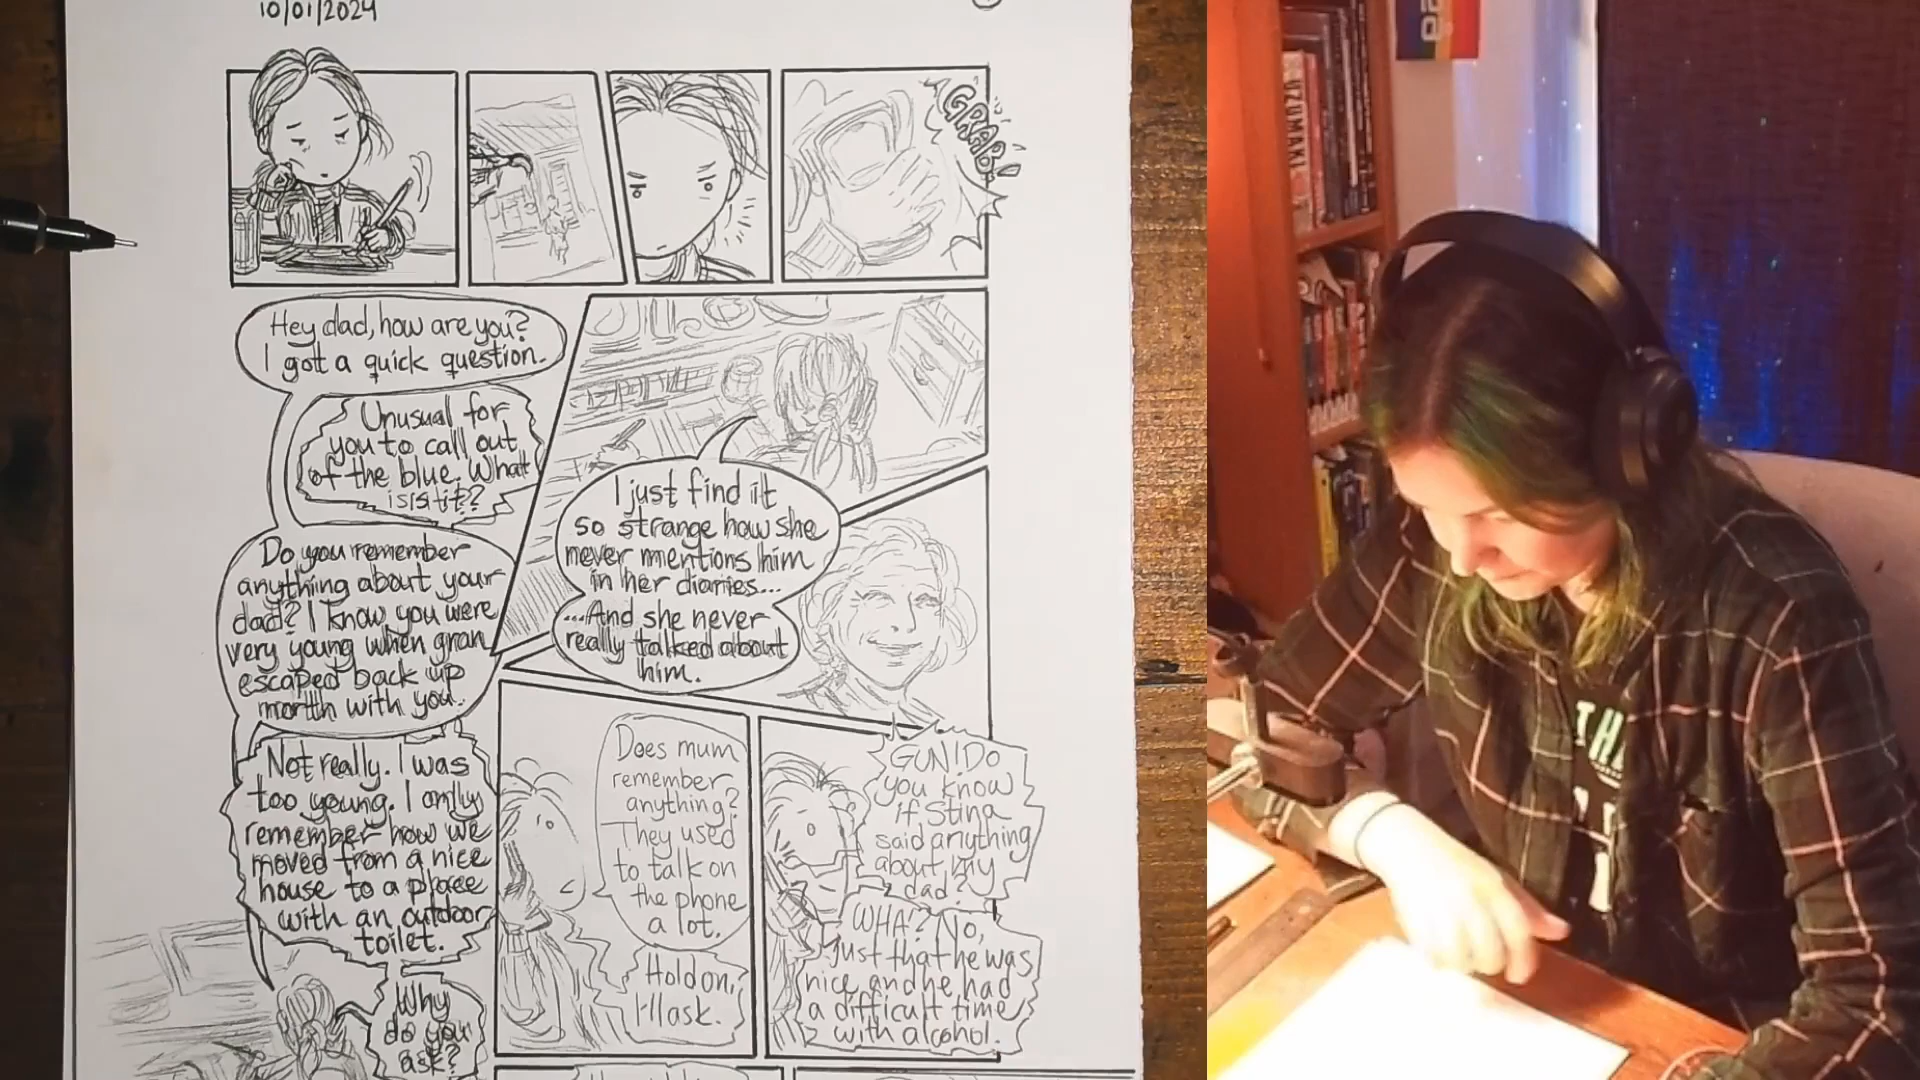 10/01/2024
GRAB!
Hey dad, how are you?
I got a quick question.
Unusual for
you to call out
of the blue. What
is it?
Do you remember
anything about your
dad? I know you were
very young when gran
escaped back up
north with you.
Not really. I was
too young. I only
remember how we
moved from a nice
house to a place
with an outdoor
toilet.
Why
do you
ask?
I just find it
so strange how she
never mentions him
in her diaries...
...And she never
really talked about
him.
Does mum
remember
anything?
They used
to talk on
the phone
a lot.
Hold on,
I'll ask.
GUN! Do
you know
if Stina
said anything
about my
dad?
WHA? No,
just that he was
nice and he had
a difficult time
with alcohol.
UZUMAKI